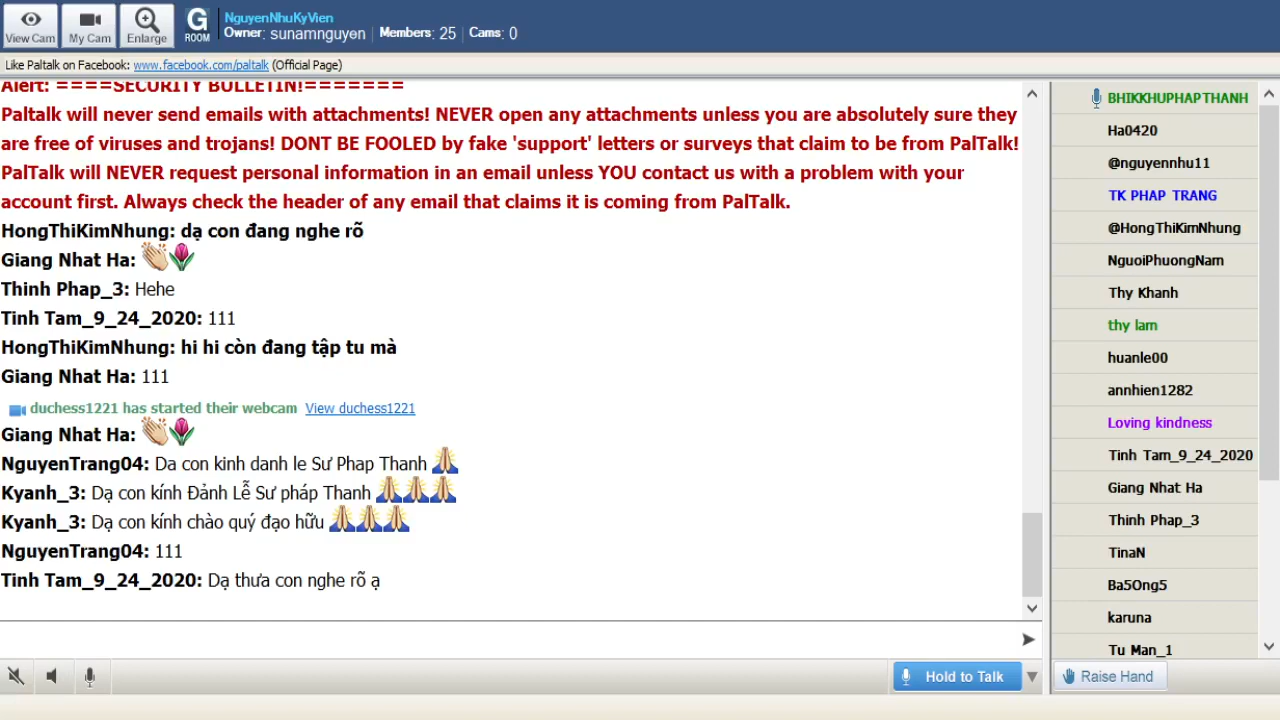 View Cam
My Cam
Enlarge
G
ROOM
NguyenNhuKyVien
Owner: sunamnguyen | Members: 25 | Cams: 0
Like Paltalk on Facebook: www.facebook.com/paltalk (Official Page)
Alert: ====SECURITY BULLETIN!=======
Paltalk will never send emails with attachments! NEVER open any attachments unless you are absolutely sure they
are free of viruses and trojans! DONT BE FOOLED by fake 'support' letters or surveys that claim to be from PalTalk!
PalTalk will NEVER request personal information in an email unless YOU contact us with a problem with your
account first. Always check the header of any email that claims it is coming from PalTalk.
HongThiKimNhung: dạ con đang nghe rõ
Giang Nhat Ha:
Thinh Phap_3: Hehe
Tinh Tam_9_24_2020: 111
HongThiKimNhung: hi hi còn đang tập tu mà
Giang Nhat Ha: 111
duchess1221 has started their webcam View duchess1221
Giang Nhat Ha:
NguyenTrang04: Da con kinh danh le Sư Phap Thanh
Kyanh_3: Dạ con kính Đảnh Lễ Sư pháp Thanh
Kyanh_3: Dạ con kính chào quý đạo hữu
NguyenTrang04: 111
Tinh Tam_9_24_2020: Dạ thưa con nghe rõ ạ
Hold to Talk
BHIKKHUPHAPTHANH
Ha0420
@nguyennhu11
TK PHAP TRANG
@HongThiKimNhung
NguoiPhuongNam
Thy Khanh
thy lam
huanle00
annhien1282
Loving kindness
Tinh Tam_9_24_2020
Giang Nhat Ha
Thinh Phap_3
TinaN
Ba5Ong5
karuna
Tu Man_1
Raise Hand